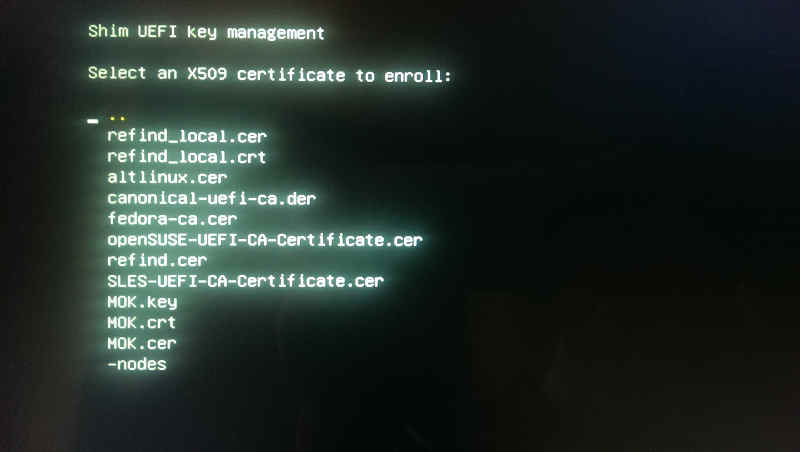 Shim UEFI key management
Select an X509 certificate to enroll:
..
refind_local.cer
refind_local.crt
altlinux.cer
canonical-uefi-ca.der
fedora-ca.cer
openSUSE-UEFI-CA-Certificate.cer
refind.cer
SLES-UEFI-CA-Certificate.cer
MOK.key
MOK.crt
MOK.cer
-nodes